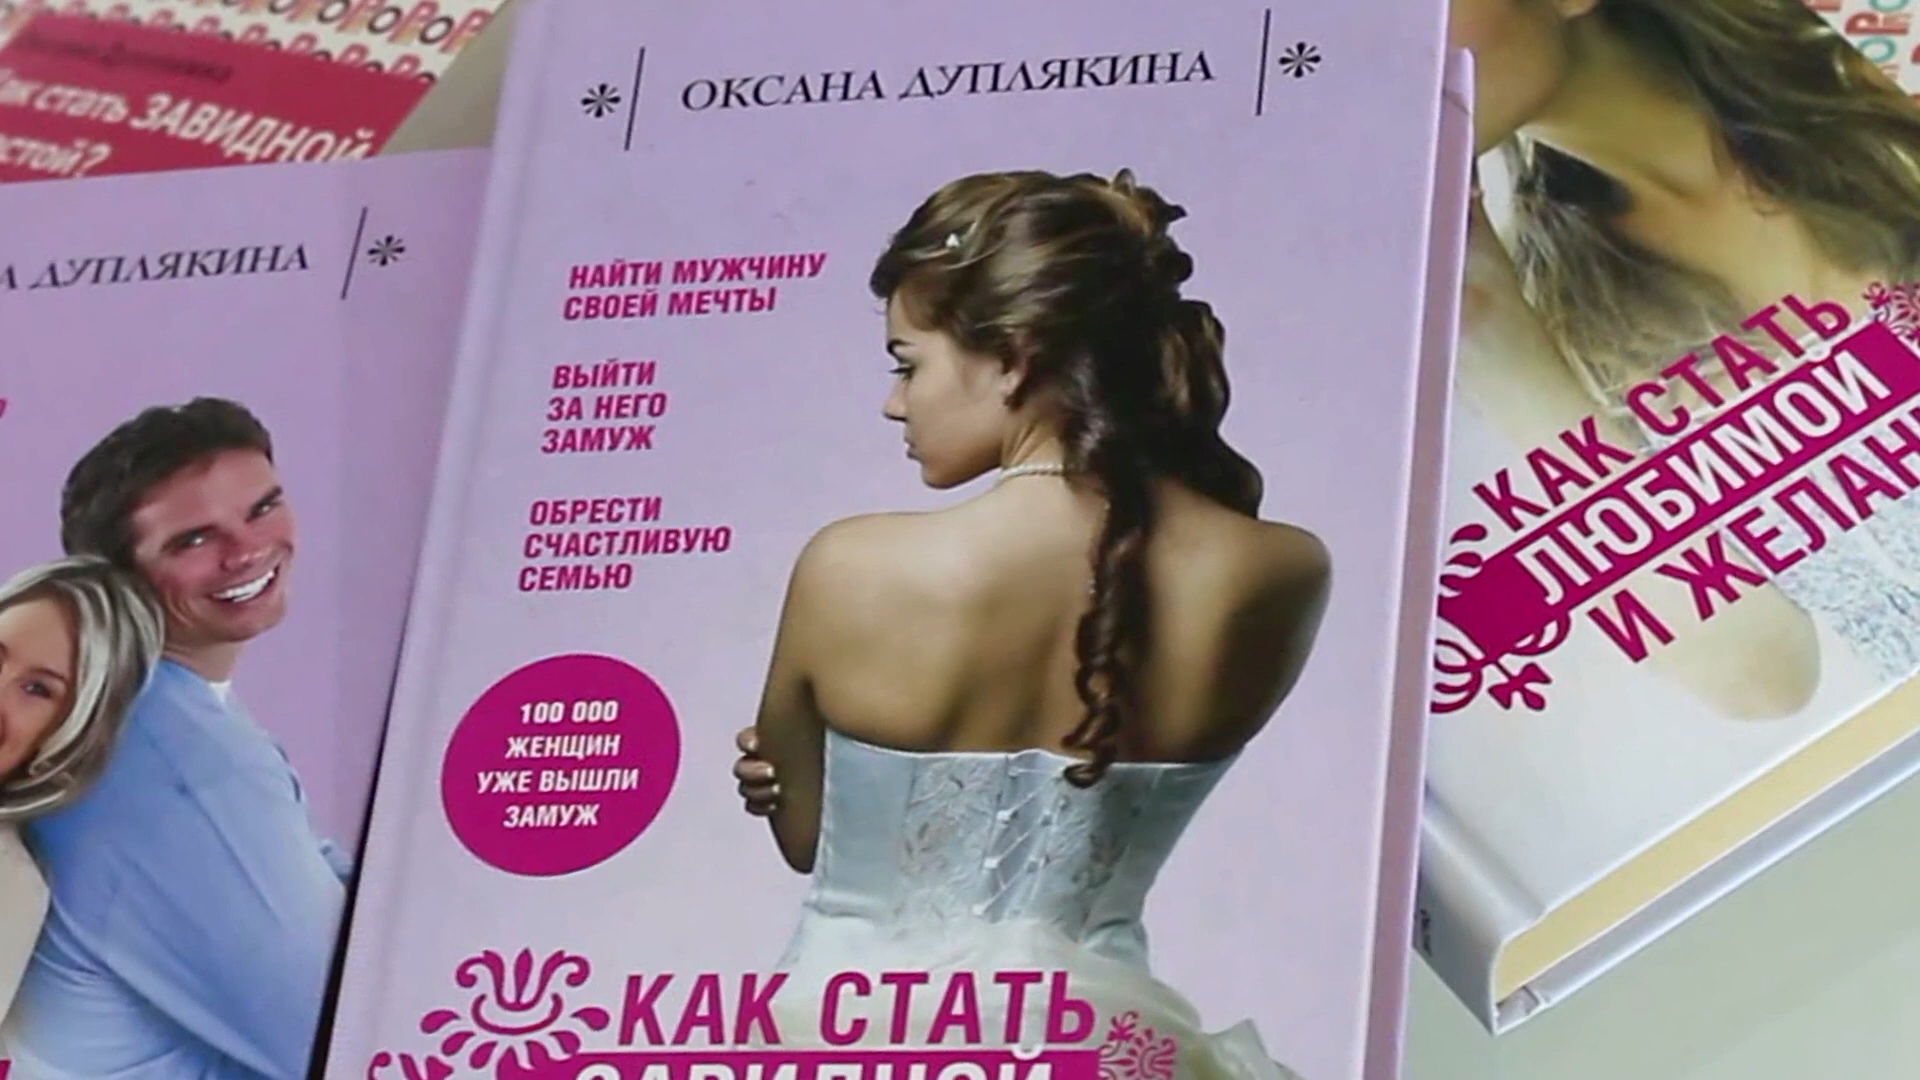 как стать ЗАВИДНОЙ
ДУПЛЯКИНА
ОКСАНА ДУПЛЯКИНА
НАЙТИ МУЖЧИНУ
СВОЕЙ МЕЧТЫ
ВЫЙТИ
ЗА НЕГО
ЗАМУЖ
ОБРЕСТИ
СЧАСТЛИВУЮ
СЕМЬЮ
100 000
ЖЕНЩИН
УЖЕ ВЫШЛИ
ЗАМУЖ
КАК СТАТЬ
ЗАВИДНОЙ
КАК СТАТЬ
ЛЮБИМОЙ
И ЖЕЛАН